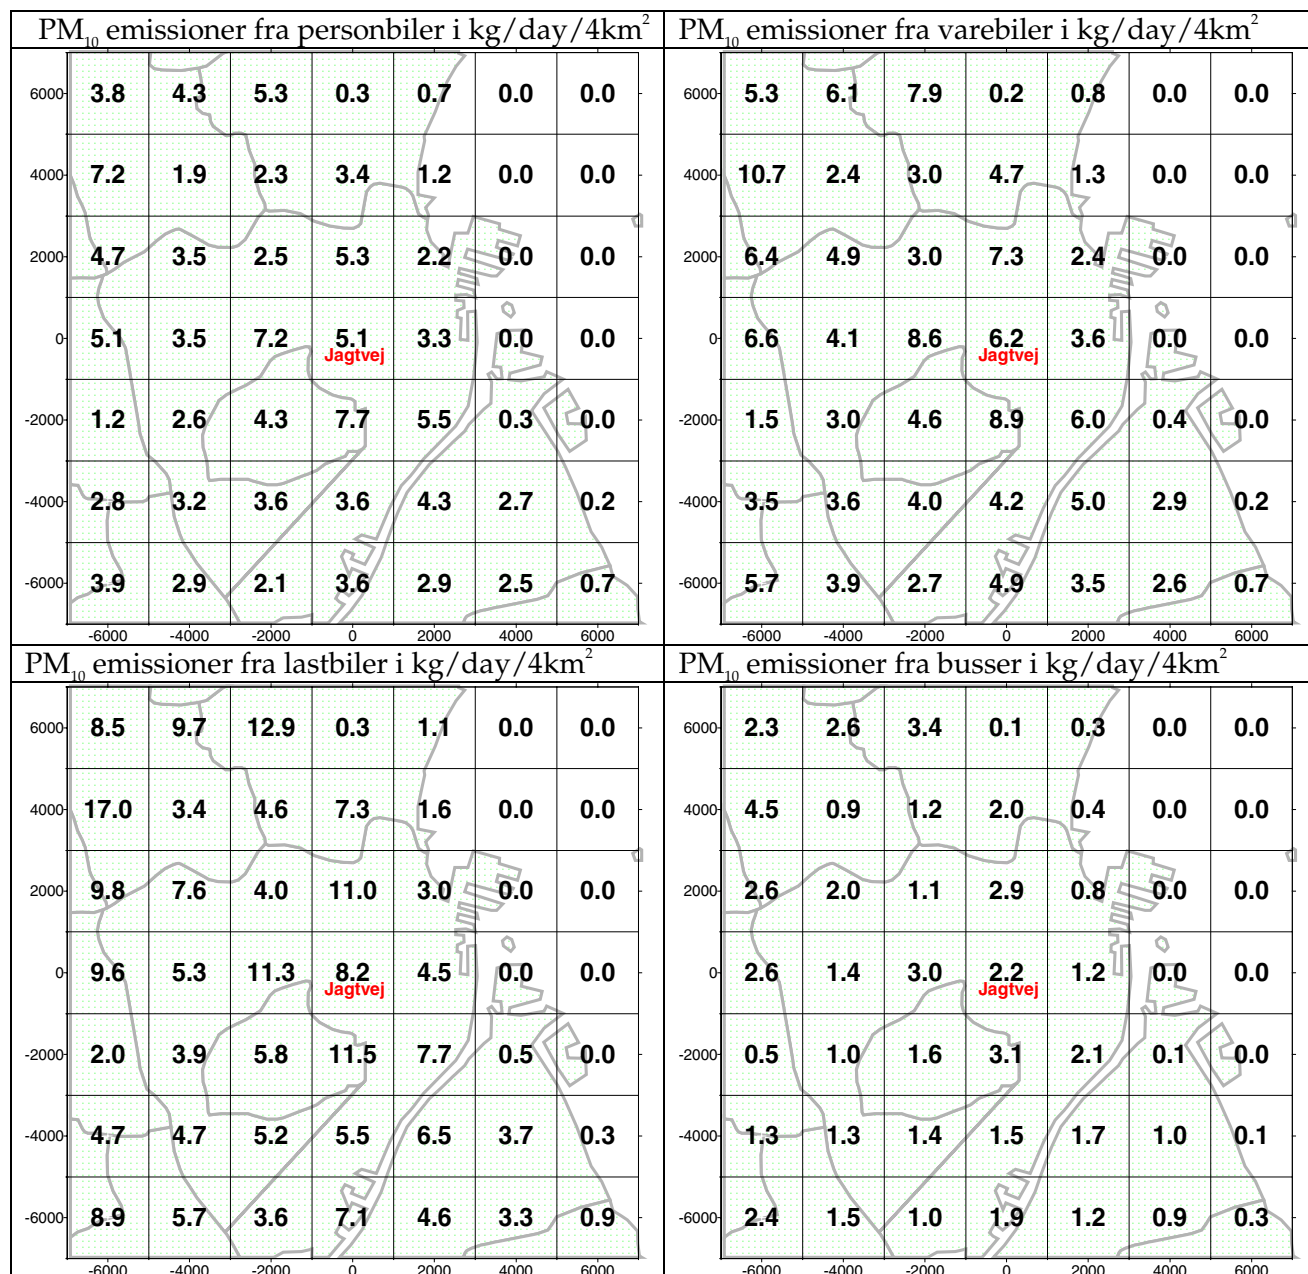 PM10 emissioner fra personbiler i kg/day/4km²
PM10 emissioner fra varebiler i kg/day/4km²
6000 3.8 4.3 5.3 0.3 0.7 0.0 0.0
4000 7.2 1.9 2.3 3.4 1.2 0.0 0.0
2000 4.7 3.5 2.5 5.3 2.2 0.0 0.0
0 5.1 3.5 7.2 5.1 3.3 0.0 0.0
Jagtvej
-2000 1.2 2.6 4.3 7.7 5.5 0.3 0.0
-4000 2.8 3.2 3.6 3.6 4.3 2.7 0.2
-6000 3.9 2.9 2.1 3.6 2.9 2.5 0.7
-6000 -4000 -2000 0 2000 4000 6000
6000 5.3 6.1 7.9 0.2 0.8 0.0 0.0
4000 10.7 2.4 3.0 4.7 1.3 0.0 0.0
2000 6.4 4.9 3.0 7.3 2.4 0.0 0.0
0 6.6 4.1 8.6 6.2 3.6 0.0 0.0
Jagtvej
-2000 1.5 3.0 4.6 8.9 6.0 0.4 0.0
-4000 3.5 3.6 4.0 4.2 5.0 2.9 0.2
-6000 5.7 3.9 2.7 4.9 3.5 2.6 0.7
-6000 -4000 -2000 0 2000 4000 6000
PM10 emissioner fra lastbiler i kg/day/4km²
PM10 emissioner fra busser i kg/day/4km²
6000 8.5 9.7 12.9 0.3 1.1 0.0 0.0
4000 17.0 3.4 4.6 7.3 1.6 0.0 0.0
2000 9.8 7.6 4.0 11.0 3.0 0.0 0.0
0 9.6 5.3 11.3 8.2 4.5 0.0 0.0
Jagtvej
-2000 2.0 3.9 5.8 11.5 7.7 0.5 0.0
-4000 4.7 4.7 5.2 5.5 6.5 3.7 0.3
-6000 8.9 5.7 3.6 7.1 4.6 3.3 0.9
-6000 -4000 -2000 0 2000 4000 6000
6000 2.3 2.6 3.4 0.1 0.3 0.0 0.0
4000 4.5 0.9 1.2 2.0 0.4 0.0 0.0
2000 2.6 2.0 1.1 2.9 0.8 0.0 0.0
0 2.6 1.4 3.0 2.2 1.2 0.0 0.0
Jagtvej
-2000 0.5 1.0 1.6 3.1 2.1 0.1 0.0
-4000 1.3 1.3 1.4 1.5 1.7 1.0 0.1
-6000 2.4 1.5 1.0 1.9 1.2 0.9 0.3
-6000 -4000 -2000 0 2000 4000 6000